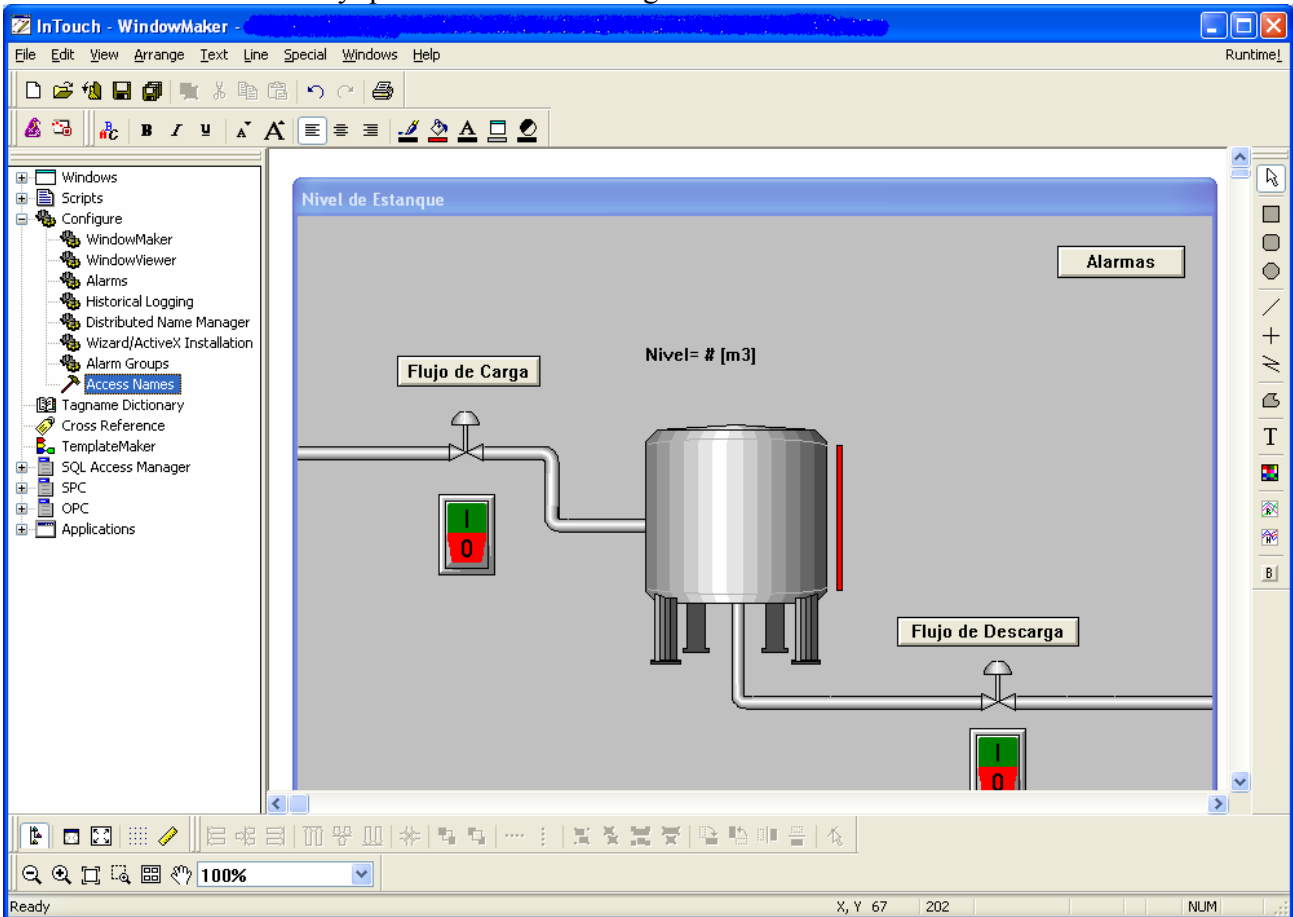 InTouch - WindowMaker -
File Edit View Arrange Text Line Special Windows Help Runtime!
Windows
Scripts
Configure
WindowMaker
WindowViewer
Alarms
Historical Logging
Distributed Name Manager
Wizard/ActiveX Installation
Alarm Groups
Access Names
Tagname Dictionary
Cross Reference
TemplateMaker
SQL Access Manager
SPC
OPC
Applications
Nivel de Estanque
Alarmas
Nivel= # [m3]
Flujo de Carga
I
0
Flujo de Descarga
I
0
100%
Ready X, Y 67 202 NUM